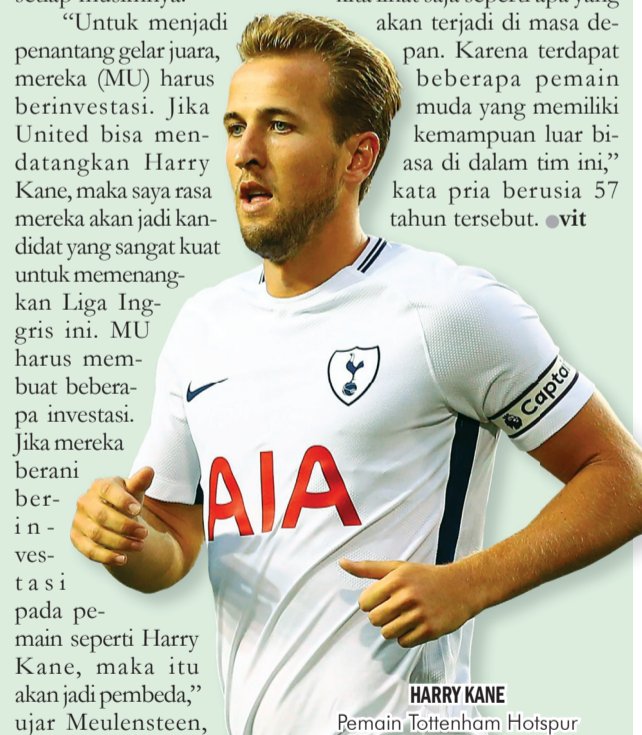 “Untuk menjadi
penantang gelar juara,
mereka (MU) harus
berinvestasi. Jika
United bisa men-
datangkan Harry
Kane, maka saya rasa
mereka akan jadi kan-
didat yang sangat kuat
untuk memenang-
kan Liga Ing-
gris ini. MU
harus mem-
buat bebera-
pa investasi.
Jika mereka
berani
ber-
in-
ves-
tasi
pada pe-
main seperti Harry
Kane, maka itu
akan jadi pembeda,”
ujar Meulensteen,
akan terjadi di masa de-
pan. Karena terdapat
beberapa pemain
muda yang memiliki
kemampuan luar bi-
asa di dalam tim ini,”
kata pria berusia 57
tahun tersebut. ●vit
AIA
Capta
HARRY KANE
Pemain Tottenham Hotspur